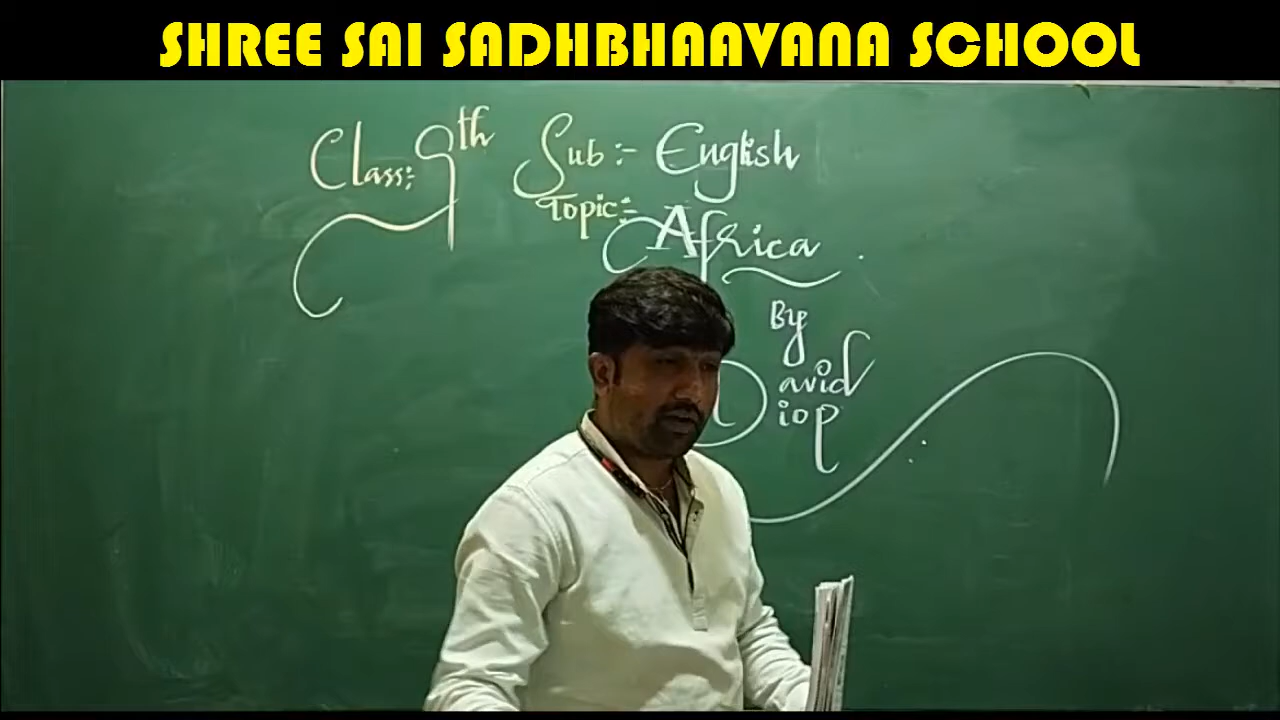 SHREE SAI SADHBHAAVANA SCHOOL
Class:- 9th Sub:- English
Topic:- Africa.
By
David
Diop